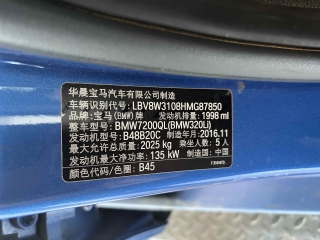 华晨宝马汽车有限公司制造
车辆识别代号: LBV8W3108HMG87850
品牌: 宝马(BMW)牌 发动机排量: 1998 ml
整车型号: BMW7200QL(BMW320Li)
发动机型号: B48B20C 制造年月: 2016.11
最大允许总质量: 2025 kg 乘坐人数: 5 人
发动机最大净功率: 135 kW 制造国: 中国
颜色代码/色墨: B45